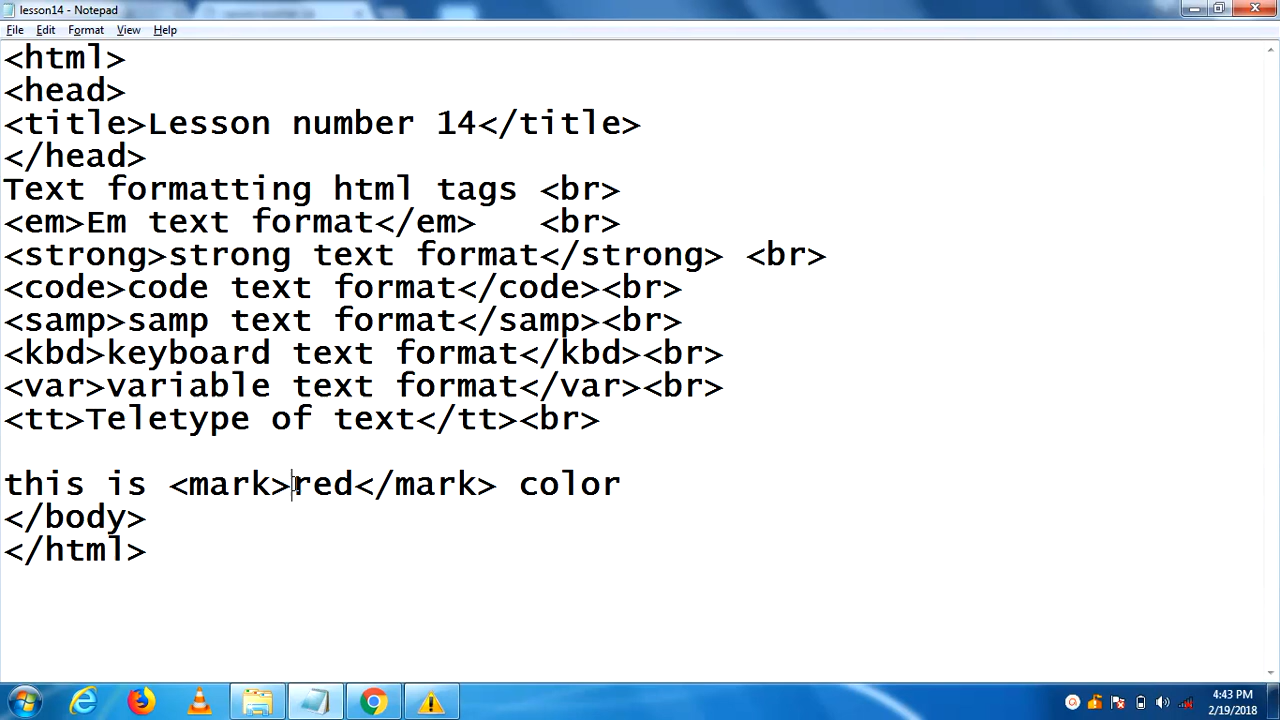 lesson14 - Notepad
File Edit Format View Help
<html>
<head>
<title>Lesson number 14</title>
</head>
Text formatting html tags <br>
<em>Em text format</em>   <br>
<strong>strong text format</strong> <br>
<code>code text format</code><br>
<samp>samp text format</samp><br>
<kbd>keyboard text format</kbd><br>
<var>variable text format</var><br>
<tt>Teletype of text</tt><br>
this is <mark>red</mark> color
</body>
</html>
4:43 PM
2/19/2018